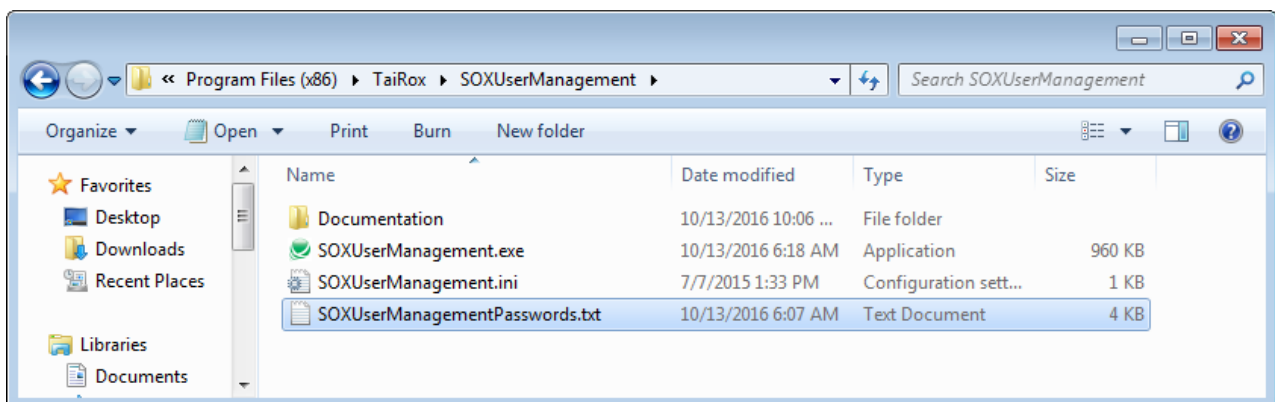 « Program Files (x86) ▸ TaiRox ▸ SOXUserManagement ▸ Search SOXUserManagement
Organize Open Print Burn New folder
Name Date modified Type Size
Favorites
Desktop
Downloads
Recent Places
Libraries
Documents
Documentation 10/13/2016 10:06 ... File folder
SOXUserManagement.exe 10/13/2016 6:18 AM Application 960 KB
SOXUserManagement.ini 7/7/2015 1:33 PM Configuration sett... 1 KB
SOXUserManagementPasswords.txt 10/13/2016 6:07 AM Text Document 4 KB